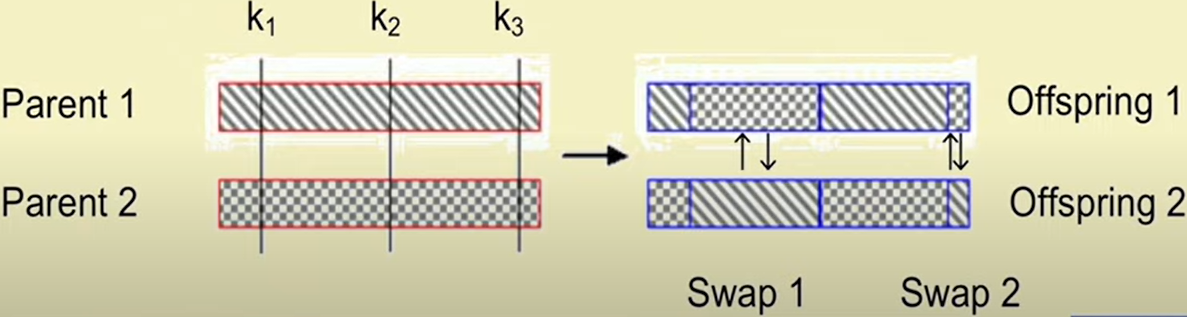 k₁ k₂ k₃
Parent 1
Offspring 1
Parent 2
Offspring 2
Swap 1 Swap 2